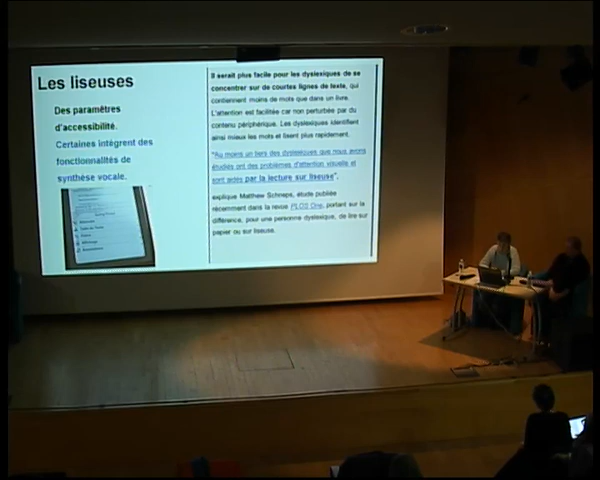 Les liseuses
Des paramètres
d'accessibilité.
Certaines intègrent des
fonctionnalités de
synthèse vocale.
Il serait plus facile pour les dyslexiques de se
concentrer sur de courtes lignes de texte, qui
contiennent moins de mots que dans un livre.
L'attention est facilitée car non perturbée par du
contenu périphérique. Les dyslexiques identifient
ainsi mieux les mots et lisent plus rapidement.
"Au moins un tiers des dyslexiques que nous avons
étudiés ont des problèmes d'attention visuelle et
sont aidés par la lecture sur liseuse",
explique Matthew Schneps, étude publiée
récemment dans la revue PLOS One, portant sur la
différence, pour une personne dyslexique, de lire sur
papier ou sur liseuse.